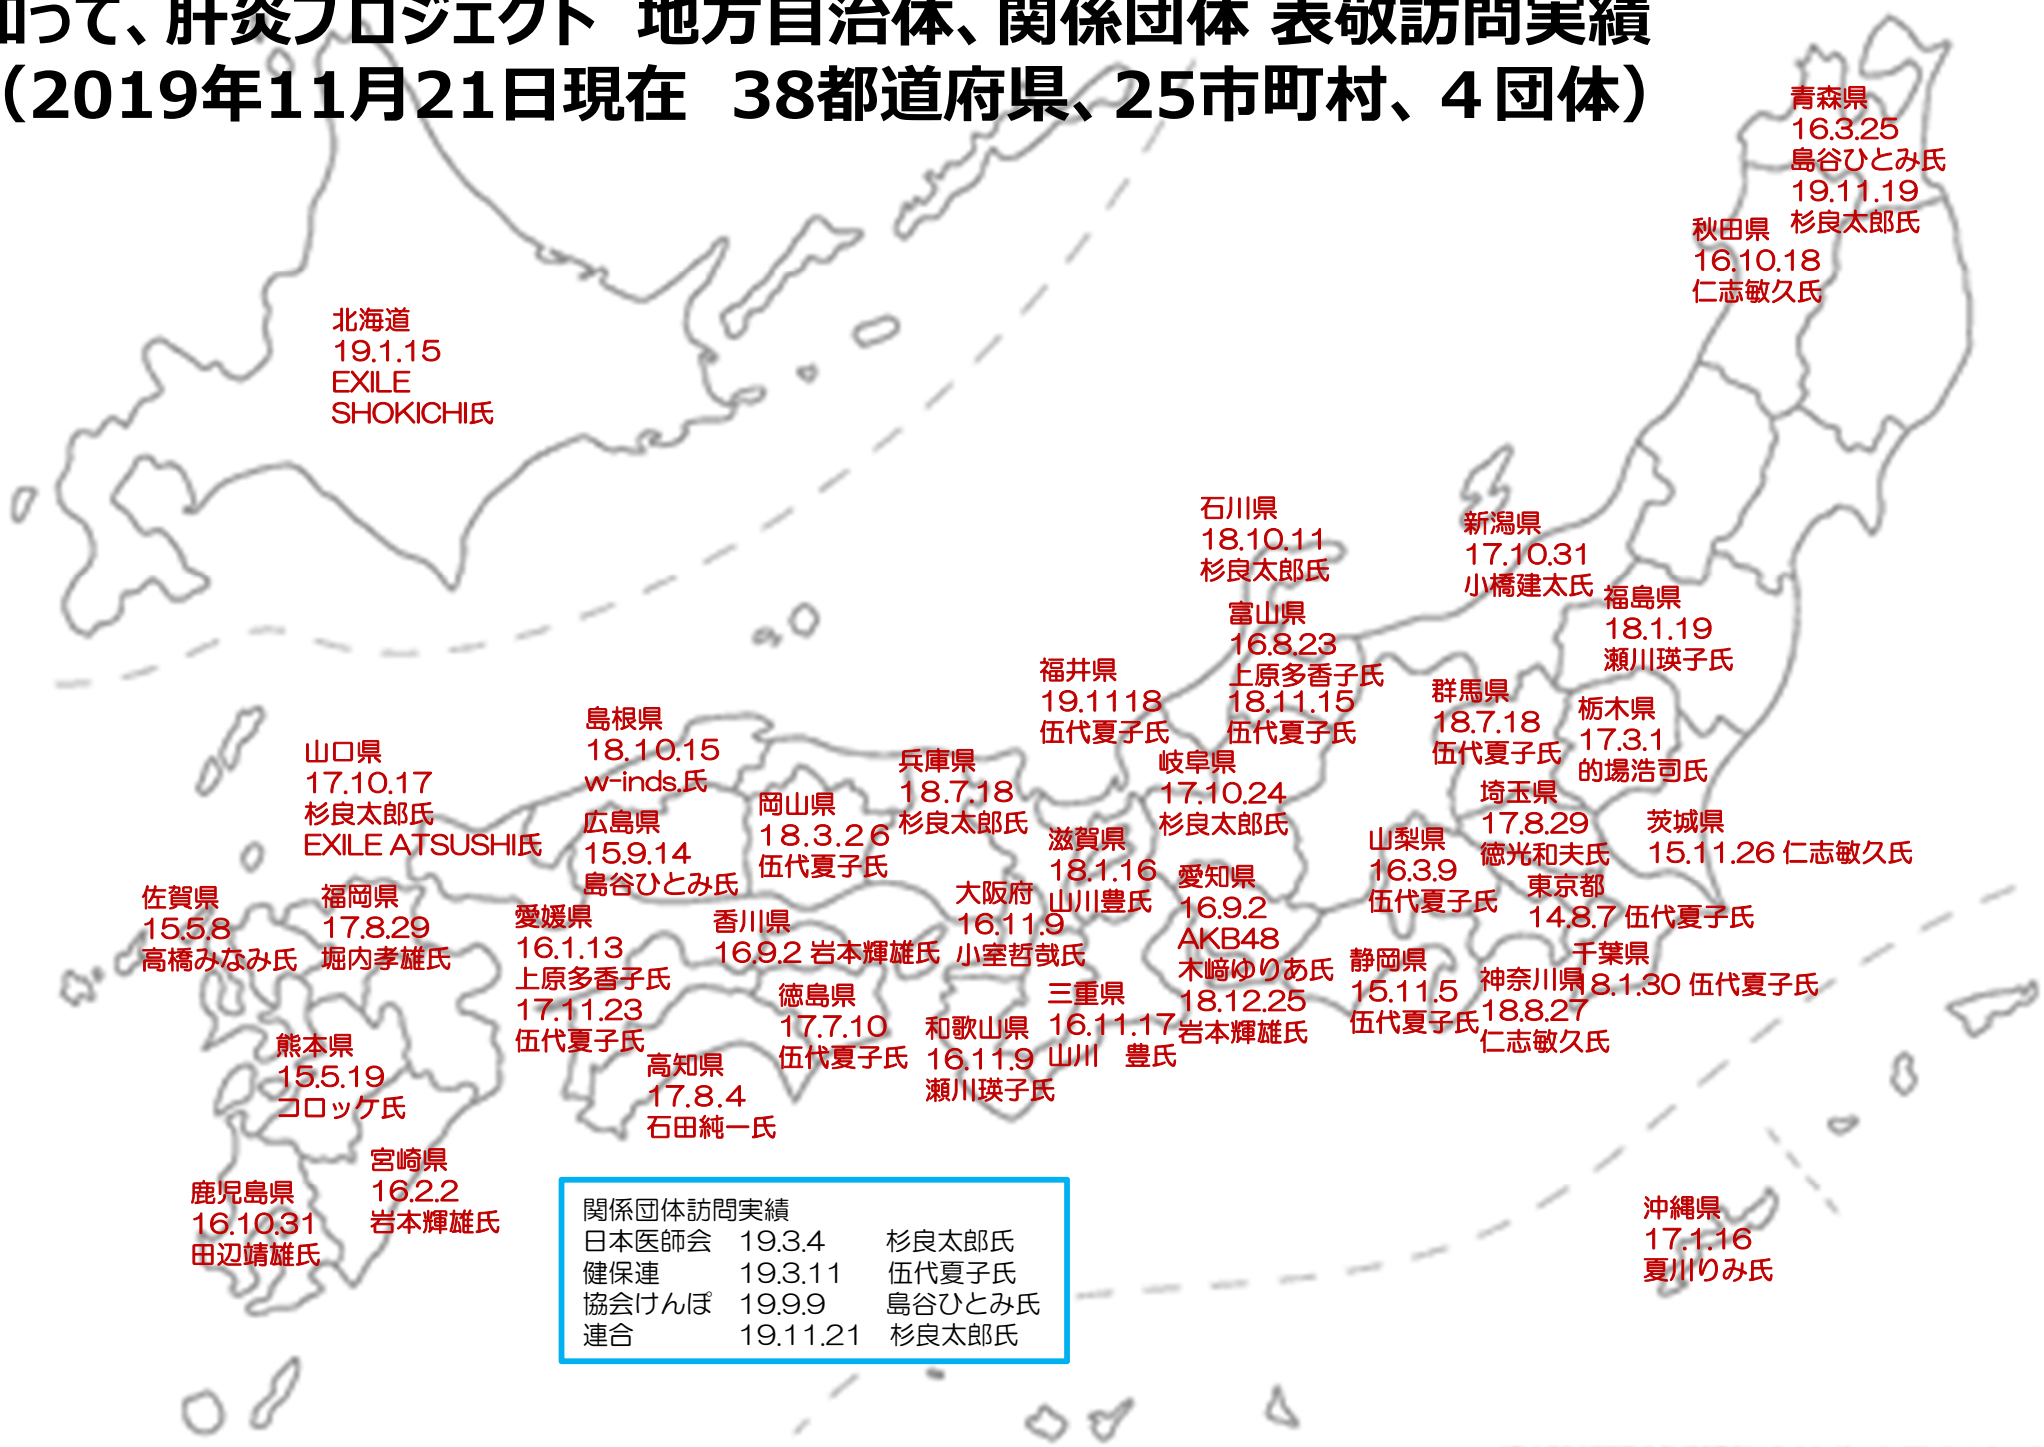 知って、肝炎プロジェクト 地方自治体、関係団体 表敬訪問実績
（2019年11月21日現在 38都道府県、25市町村、４団体）
青森県
16.3.25
島谷ひとみ氏
19.11.19
杉良太郎氏
秋田県
16.10.18
仁志敏久氏
北海道
19.1.15
EXILE
SHOKICHI氏
石川県
18.10.11
杉良太郎氏
新潟県
17.10.31
小橋建太氏
福島県
18.1.19
瀬川瑛子氏
富山県
16.8.23
上原多香子氏
18.11.15
伍代夏子氏
福井県
19.1118
伍代夏子氏
群馬県
18.7.18
伍代夏子氏
栃木県
17.3.1
的場浩司氏
島根県
18.10.15
w-inds.氏
山口県
17.10.17
杉良太郎氏
EXILE ATSUSHI氏
兵庫県
18.7.18
杉良太郎氏
岐阜県
17.10.24
杉良太郎氏
埼玉県
17.8.29
徳光和夫氏
岡山県
18.3.26
伍代夏子氏
広島県
15.9.14
島谷ひとみ氏
滋賀県
18.1.16
山川豊氏
山梨県
16.3.9
伍代夏子氏
茨城県
15.11.26 仁志敏久氏
愛知県
16.9.2
AKB48
木﨑ゆりあ氏
18.12.25
岩本輝雄氏
東京都
14.8.7 伍代夏子氏
佐賀県
15.5.8
高橋みなみ氏
福岡県
17.8.29
堀内孝雄氏
愛媛県
16.1.13
上原多香子氏
17.11.23
伍代夏子氏
香川県
16.9.2 岩本輝雄氏
大阪府
16.11.9
小室哲哉氏
静岡県
15.11.5
伍代夏子氏
千葉県
18.1.30 伍代夏子氏
神奈川県
18.8.27
仁志敏久氏
徳島県
17.7.10
伍代夏子氏
三重県
16.11.17
山川　豊氏
和歌山県
16.11.9
瀬川瑛子氏
熊本県
15.5.19
コロッケ氏
高知県
17.8.4
石田純一氏
宮崎県
16.2.2
岩本輝雄氏
鹿児島県
16.10.31
田辺靖雄氏
沖縄県
17.1.16
夏川りみ氏
関係団体訪問実績
日本医師会 19.3.4 杉良太郎氏
健保連 19.3.11 伍代夏子氏
協会けんぽ 19.9.9 島谷ひとみ氏
連合 19.11.21 杉良太郎氏